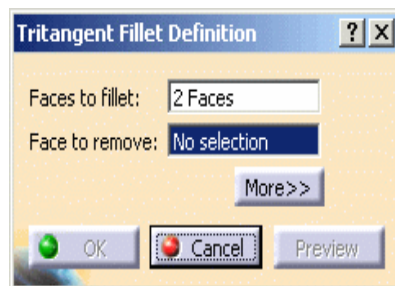 Tritangent Fillet Definition ? X
Faces to fillet: 2 Faces
Face to remove: No selection
More>>
OK Cancel Preview